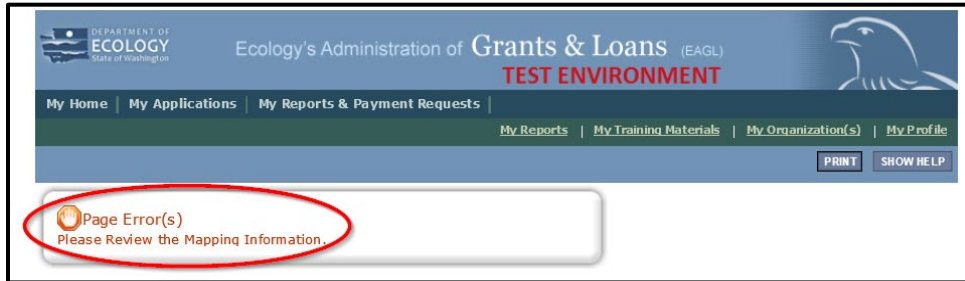 DEPARTMENT OF
ECOLOGY
State of Washington
Ecology's Administration of Grants & Loans (EAGL)
TEST ENVIRONMENT
My Home | My Applications | My Reports & Payment Requests |
My Reports | My Training Materials | My Organization(s) | My Profile
PRINT SHOW HELP
Page Error(s)
Please Review the Mapping Information.